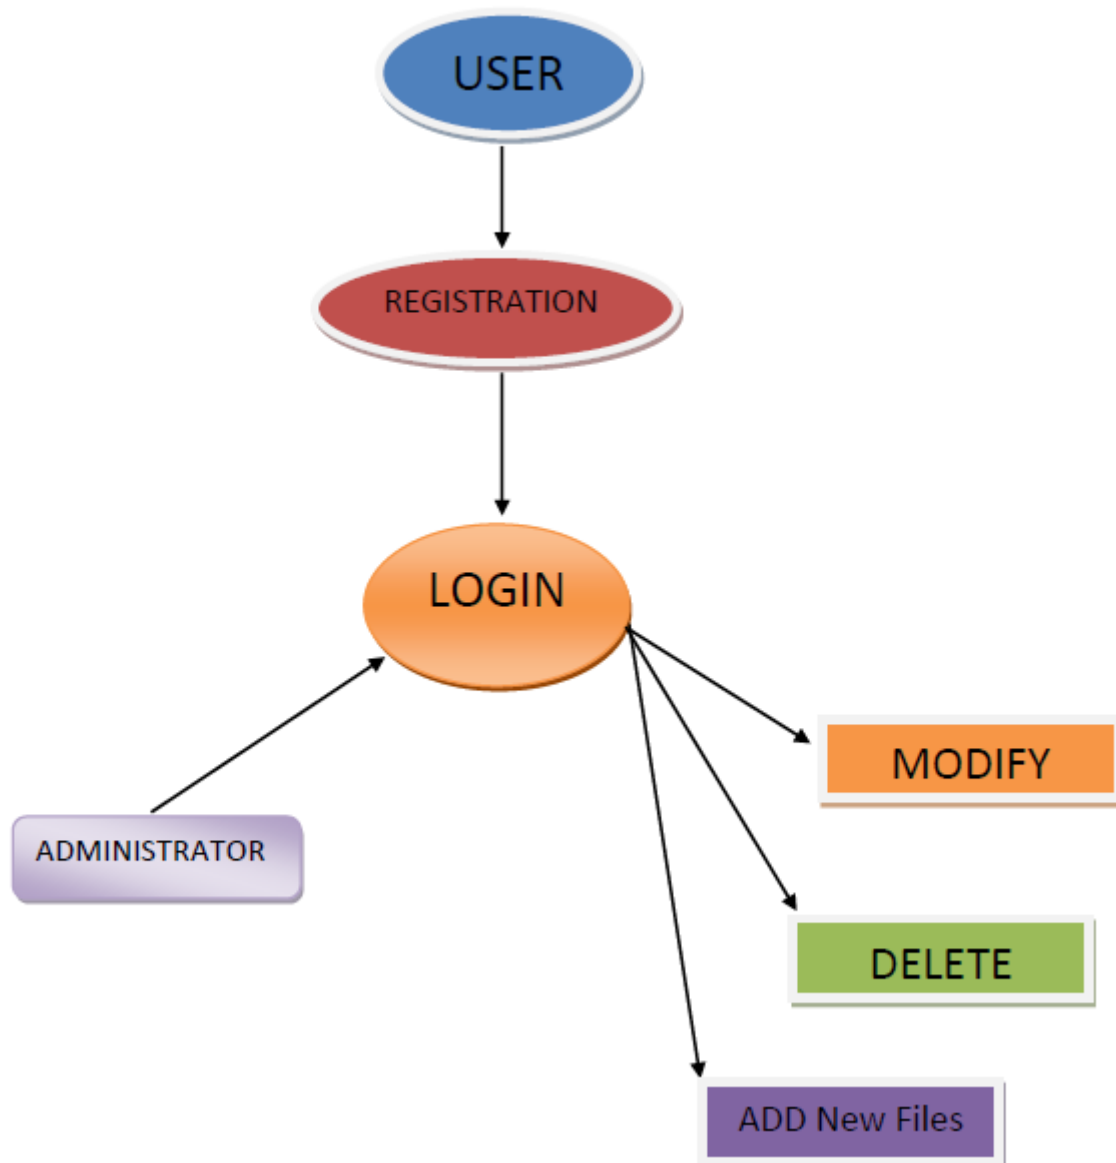 USER
REGISTRATION
LOGIN
MODIFY
ADMINISTRATOR
DELETE
ADD New Files